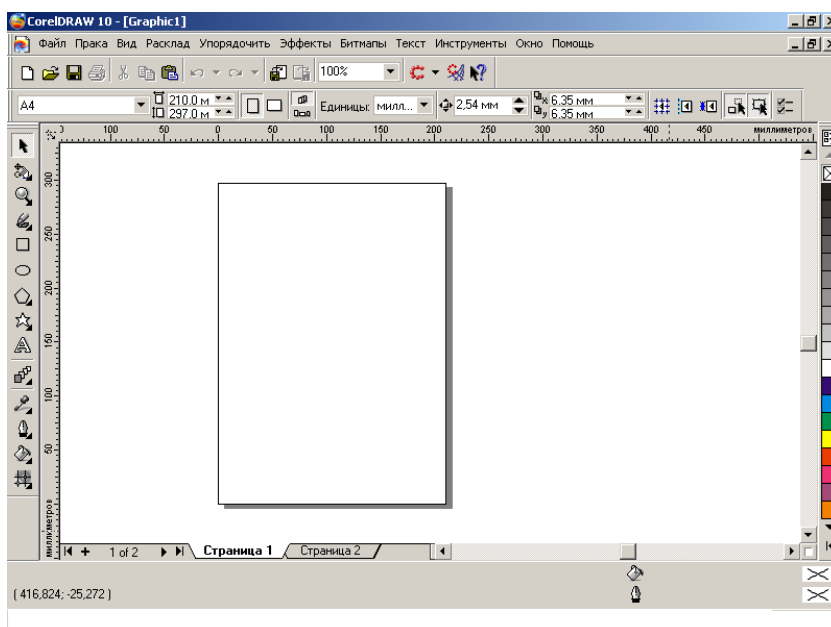 CorelDRAW 10 - [Graphic1]
Файл Прака Вид Расклад Упорядочить Эффекты Битмапы Текст Инструменты Окно Помощь
100%
A4 210.0 м 297.0 м Единицы: милл... 2,54 мм x 6.35 мм y 6.35 мм
100 50 0 50 100 150 200 250 300 350 400 450 миллиметров
300
250
200
150
100
50
миллиметров
1 of 2 Страница 1 Страница 2
( 416,824; -25,272 )